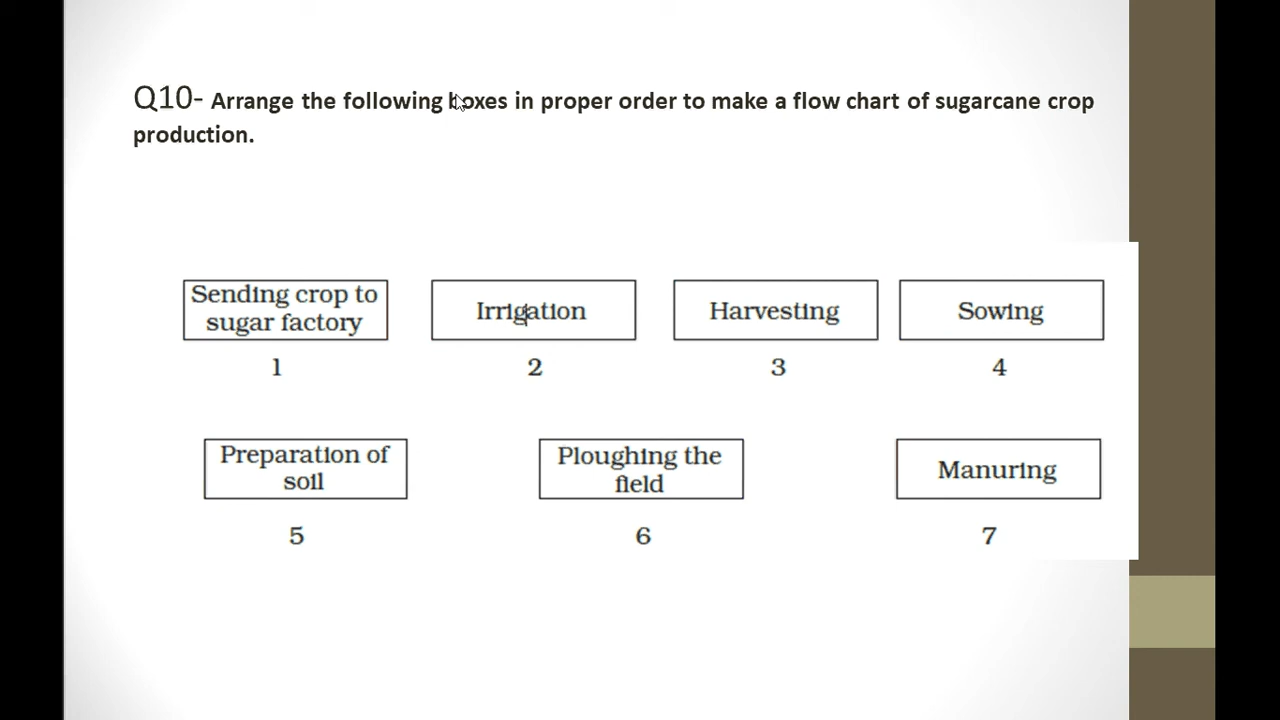 Q10- Arrange the following boxes in proper order to make a flow chart of sugarcane crop
production.
Sending crop to
sugar factory
1
Irrigation
2
Harvesting
3
Sowing
4
Preparation of
soil
5
Ploughing the
field
6
Manuring
7